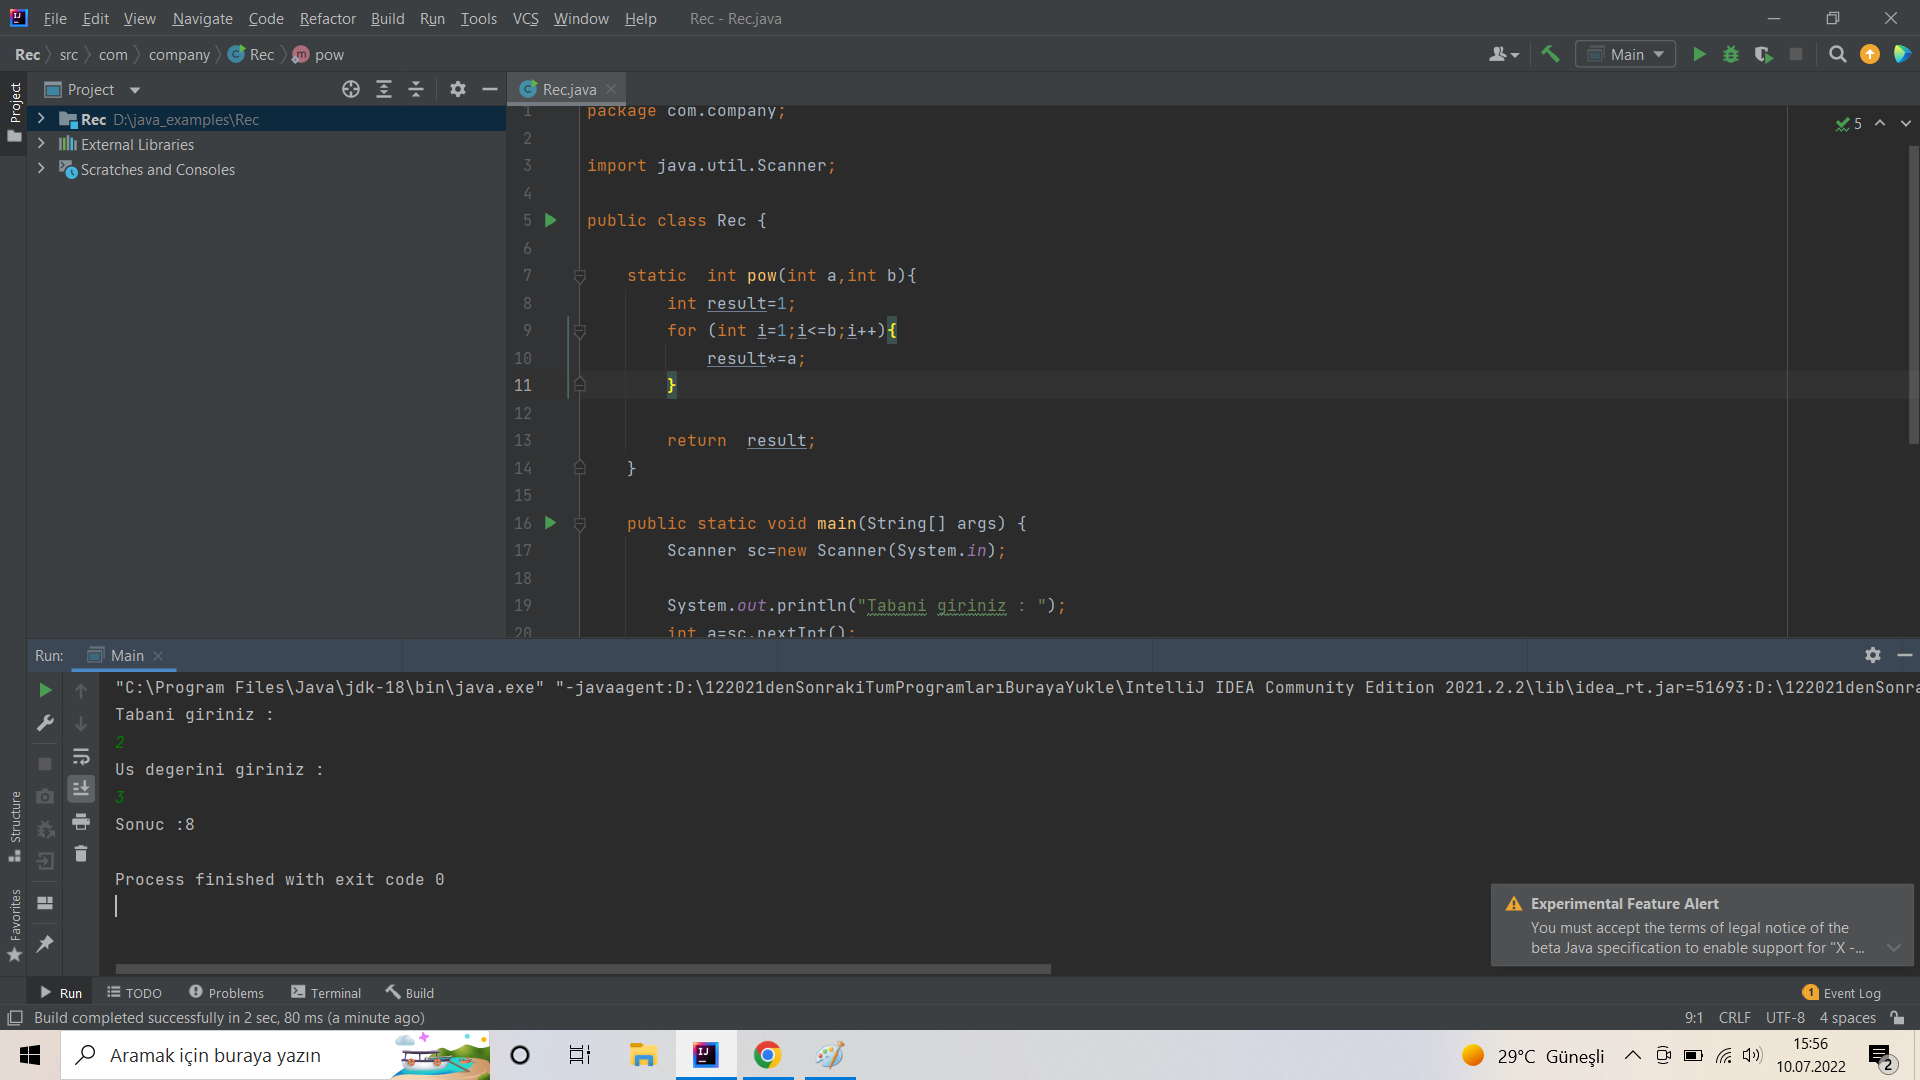 File Edit View Navigate Code Refactor Build Run Tools VCS Window Help Rec - Rec.java
Rec src com company Rec pow Main
Project
Project Rec.java
Rec D:\java_examples\Rec
External Libraries
Scratches and Consoles
5
1 package com.company;
2
3 import java.util.Scanner;
4
5 public class Rec {
6
7 static  int pow(int a,int b){
8 int result=1;
9 for (int i=1;i<=b;i++){
10 result*=a;
11 }
12
13 return  result;
14 }
15
16 public static void main(String[] args) {
17 Scanner sc=new Scanner(System.in);
18
19 System.out.println("Tabani giriniz : ");
20 int a=sc.nextInt();
Run: Main
"C:\Program Files\Java\jdk-18\bin\java.exe" "-javaagent:D:\122021denSonrakiTumProgramlarıBurayaYukle\IntelliJ IDEA Community Edition 2021.2.2\lib\idea_rt.jar=51693:D:\122021denSonra
Tabani giriniz :
2
Us degerini giriniz :
3
Sonuc :8
Process finished with exit code 0
Structure
Favorites
Experimental Feature Alert
You must accept the terms of legal notice of the
beta Java specification to enable support for "X -...
Run TODO Problems Terminal Build 1 Event Log
Build completed successfully in 2 sec, 80 ms (a minute ago) 9:1 CRLF UTF-8 4 spaces
Aramak için buraya yazın 29°C Güneşli 15:56
10.07.2022 2